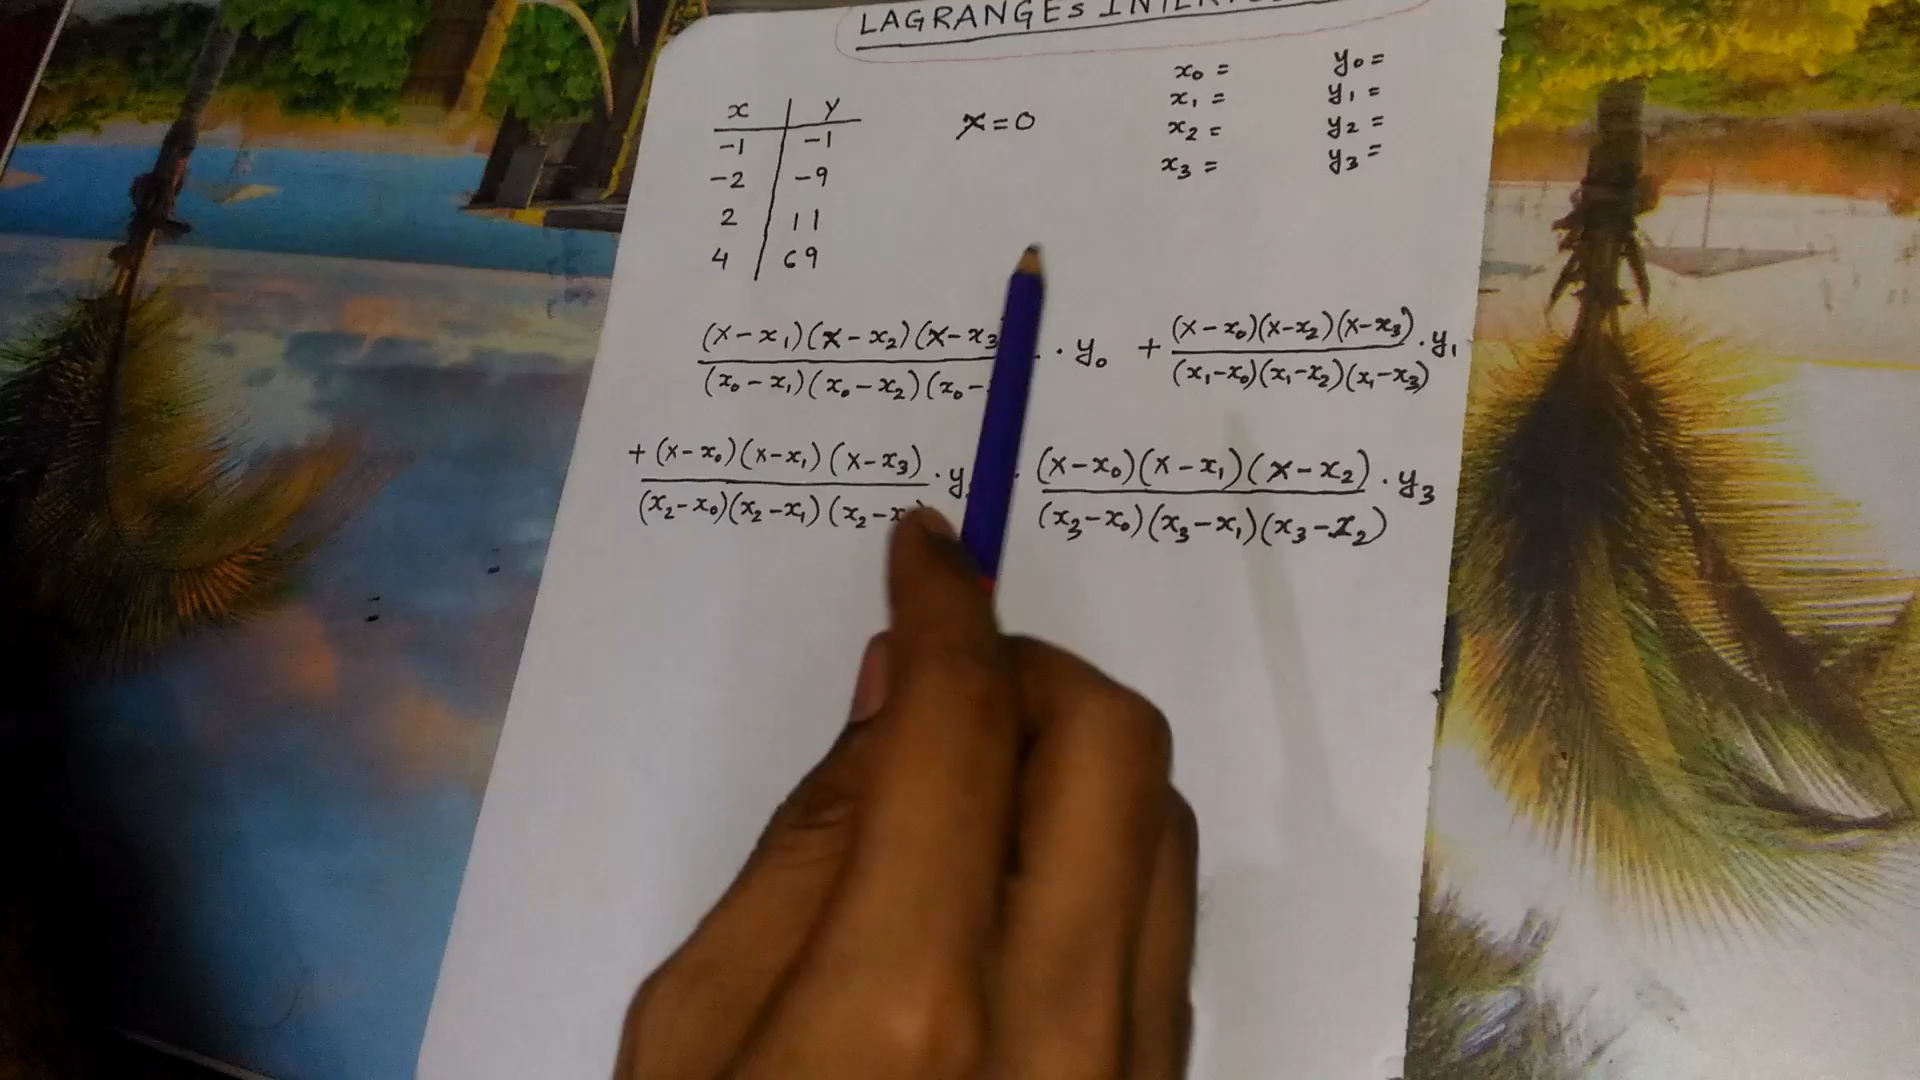 LAGRANGEs
x₀ = y₀ =
x₁ = y₁ =
x₂ = y₂ =
x₃ = y₃ =
x | y
-1 | -1
-2 | -9
2 | 11
4 | 69
x = 0
(x - x₁)(x - x₂)(x - x₃ · y₀ + (x - x₀)(x - x₂)(x - x₃) · y₁
(x₀ - x₁)(x₀ - x₂)(x₀ - (x₁ - x₀)(x₁ - x₂)(x₁ - x₃)
+ (x - x₀)(x - x₁)(x - x₃) · y (x - x₀)(x - x₁)(x - x₂) · y₃
(x₂ - x₀)(x₂ - x₁)(x₂ - x (x₃ - x₀)(x₃ - x₁)(x₃ - x₂)